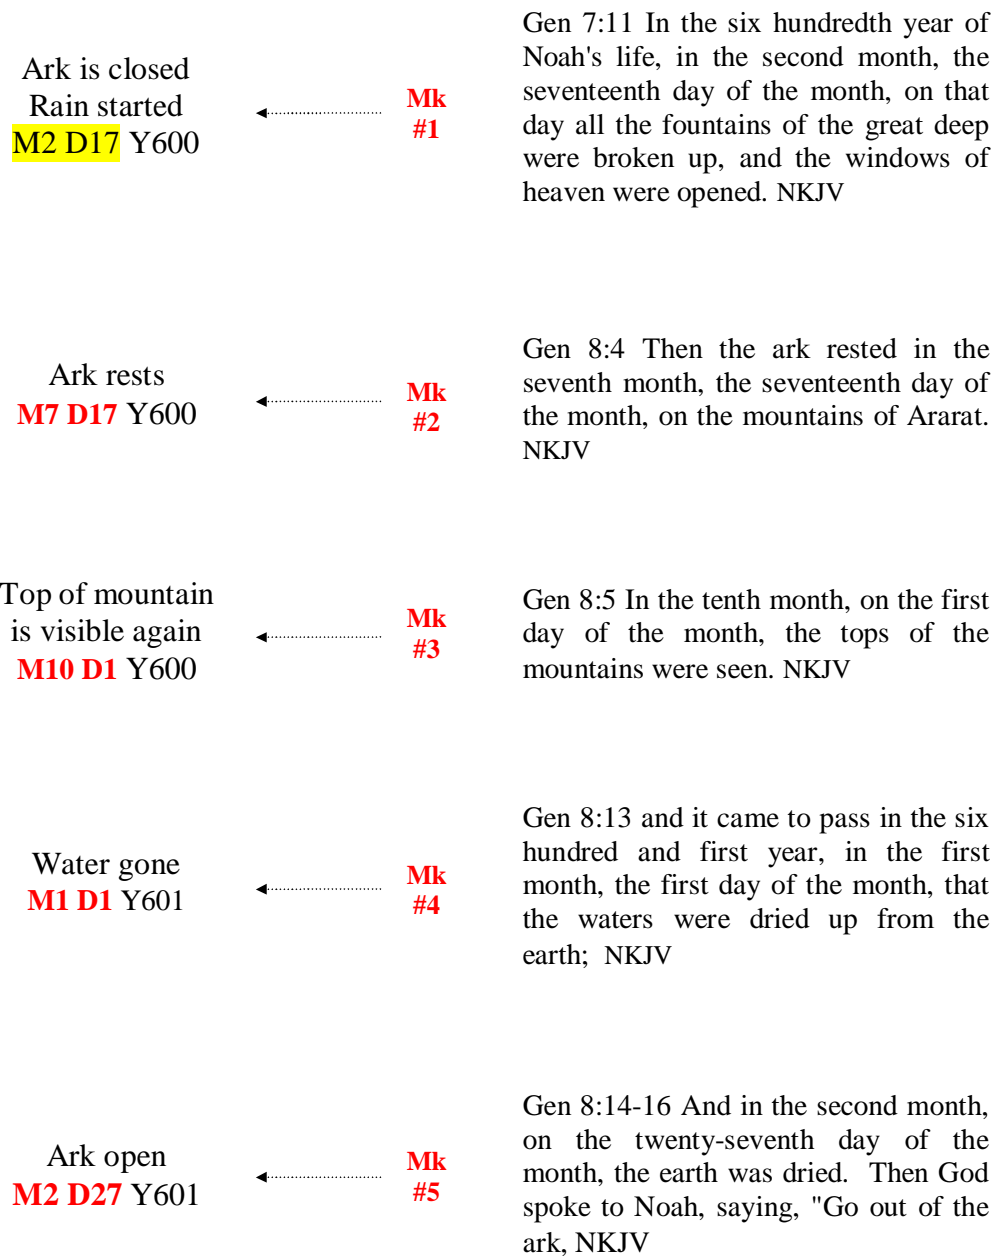 Ark is closed
Rain started
M2 D17 Y600
Mk
#1
Gen 7:11 In the six hundredth year of
Noah's life, in the second month, the
seventeenth day of the month, on that
day all the fountains of the great deep
were broken up, and the windows of
heaven were opened. NKJV
Ark rests
M7 D17 Y600
Mk
#2
Gen 8:4 Then the ark rested in the
seventh month, the seventeenth day of
the month, on the mountains of Ararat.
NKJV
Top of mountain
is visible again
M10 D1 Y600
Mk
#3
Gen 8:5 In the tenth month, on the first
day of the month, the tops of the
mountains were seen. NKJV
Water gone
M1 D1 Y601
Mk
#4
Gen 8:13 and it came to pass in the six
hundred and first year, in the first
month, the first day of the month, that
the waters were dried up from the
earth; NKJV
Ark open
M2 D27 Y601
Mk
#5
Gen 8:14-16 And in the second month,
on the twenty-seventh day of the
month, the earth was dried. Then God
spoke to Noah, saying, "Go out of the
ark, NKJV